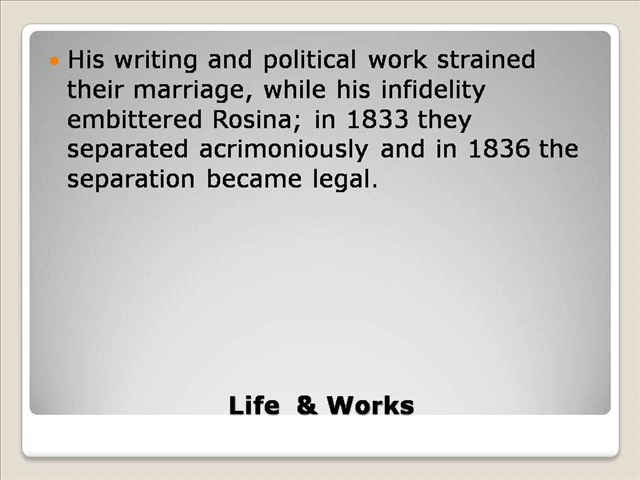 His writing and political work strained
their marriage, while his infidelity
embittered Rosina; in 1833 they
separated acrimoniously and in 1836 the
separation became legal.
Life & Works